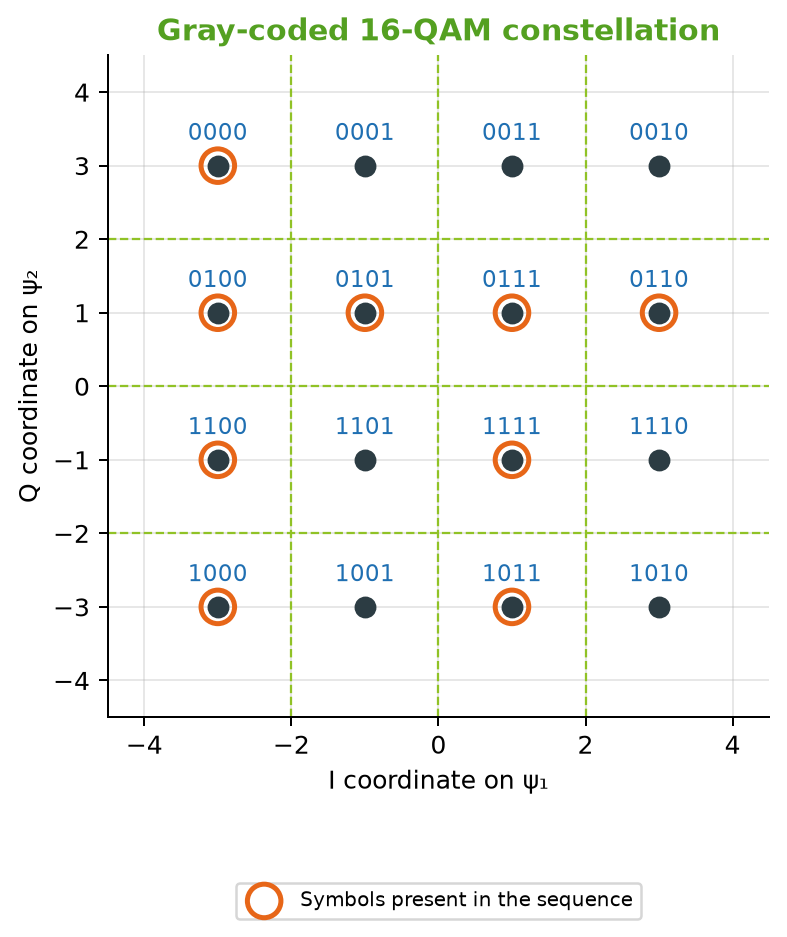 Gray-coded 16-QAM constellation
4
0000 0001 0011 0010
3
2
0100 0101 0111 0110
1
0
1100 1101 1111 1110
−1
−2
1000 1001 1011 1010
−3
−4
−4 −2 0 2 4
Q coordinate on ψ₂
I coordinate on ψ₁
Symbols present in the sequence